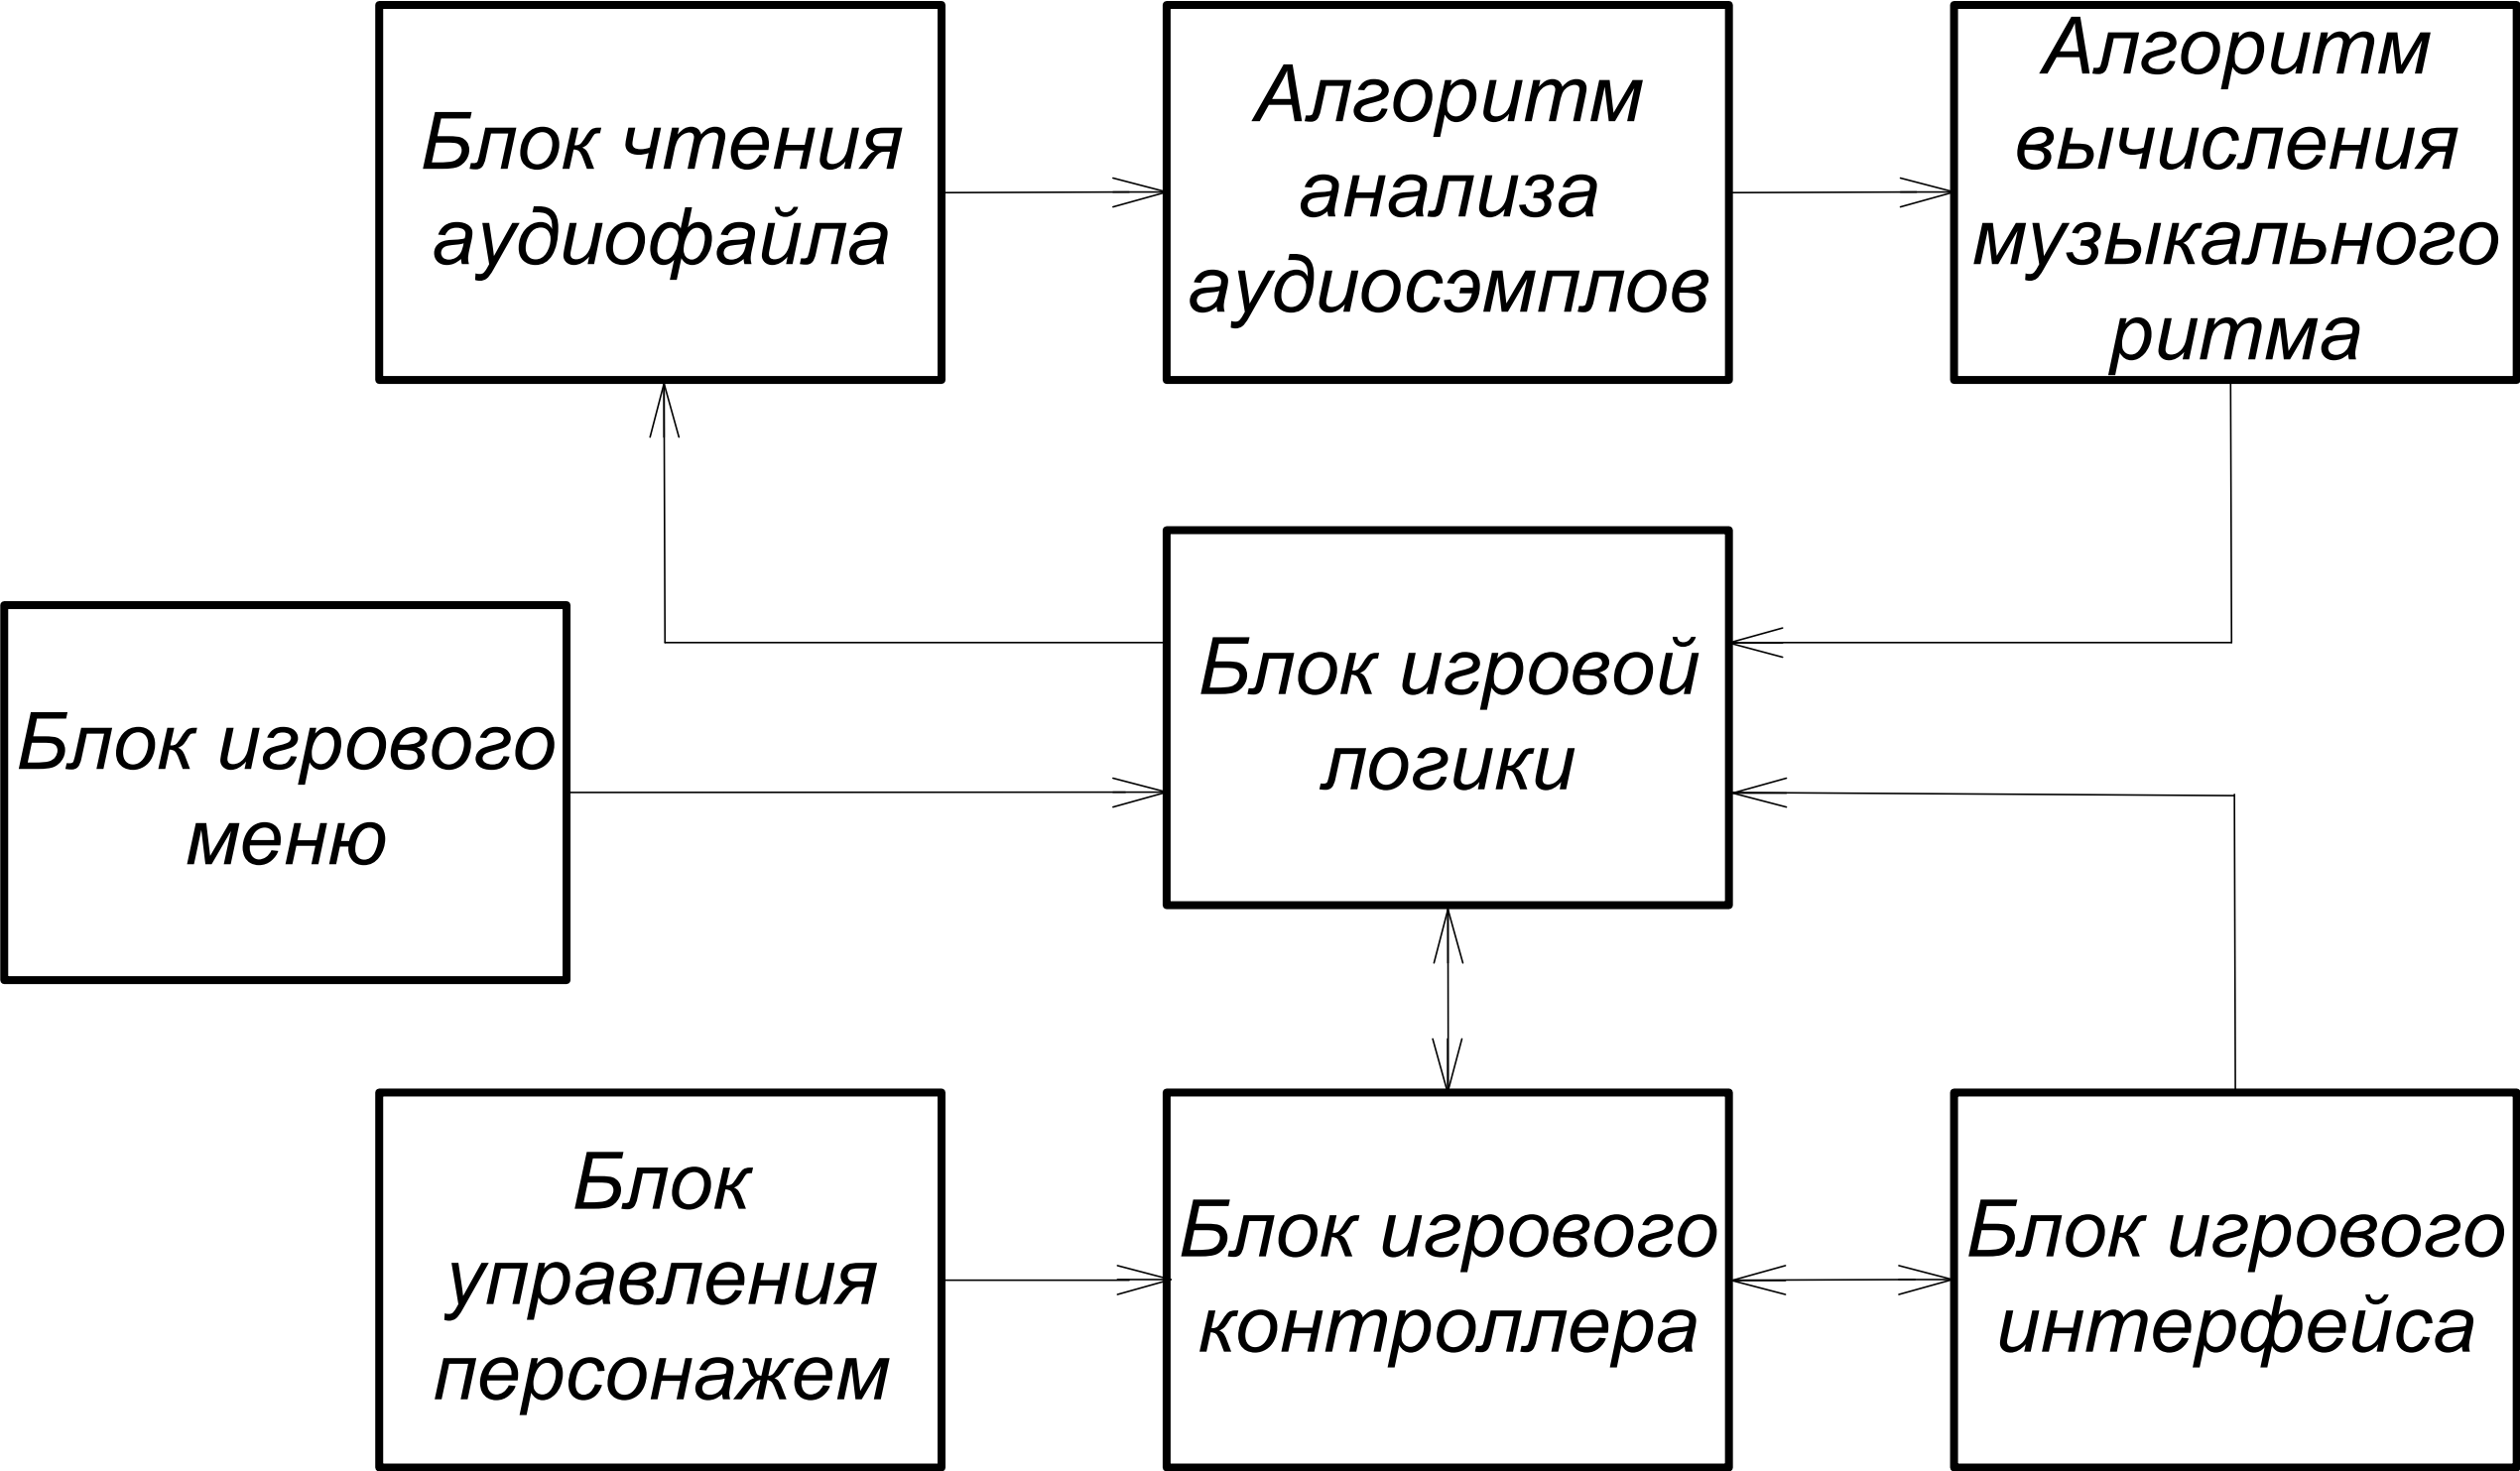 Блок чтения
аудиофайла
Алгоритм
анализа
аудиосэмплов
Алгоритм
вычисления
музыкального
ритма
Блок игрового
меню
Блок игровой
логики
Блок
управления
персонажем
Блок игрового
контроллера
Блок игрового
интерфейса